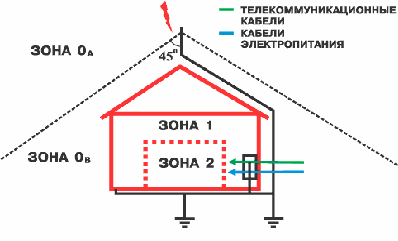 ТЕЛЕКОММУНИКАЦИОННЫЕ
КАБЕЛИ
КАБЕЛИ
ЭЛЕКТРОПИТАНИЯ
ЗОНА 0А
45°
ЗОНА 1
ЗОНА 0В
ЗОНА 2